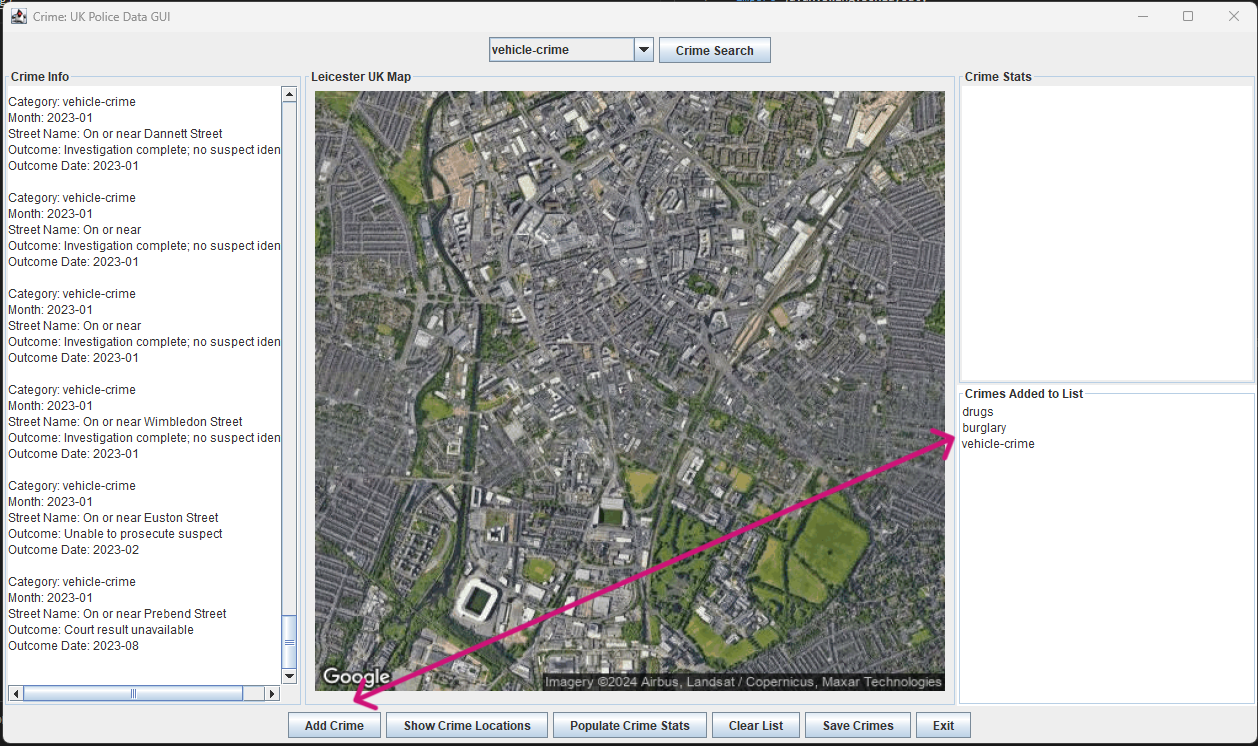 Crime: UK Police Data GUI
vehicle-crime
Crime Search
Crime Info
Category: vehicle-crime
Month: 2023-01
Street Name: On or near Dannett Street
Outcome: Investigation complete; no suspect iden
Outcome Date: 2023-01
Category: vehicle-crime
Month: 2023-01
Street Name: On or near
Outcome: Investigation complete; no suspect iden
Outcome Date: 2023-01
Category: vehicle-crime
Month: 2023-01
Street Name: On or near
Outcome: Investigation complete; no suspect iden
Outcome Date: 2023-01
Category: vehicle-crime
Month: 2023-01
Street Name: On or near Wimbledon Street
Outcome: Investigation complete; no suspect iden
Outcome Date: 2023-01
Category: vehicle-crime
Month: 2023-01
Street Name: On or near Euston Street
Outcome: Unable to prosecute suspect
Outcome Date: 2023-02
Category: vehicle-crime
Month: 2023-01
Street Name: On or near Prebend Street
Outcome: Court result unavailable
Outcome Date: 2023-08
Leicester UK Map
Google
Imagery ©2024 Airbus, Landsat / Copernicus, Maxar Technologies
Crime Stats
Crimes Added to List
drugs
burglary
vehicle-crime
Add Crime
Show Crime Locations
Populate Crime Stats
Clear List
Save Crimes
Exit